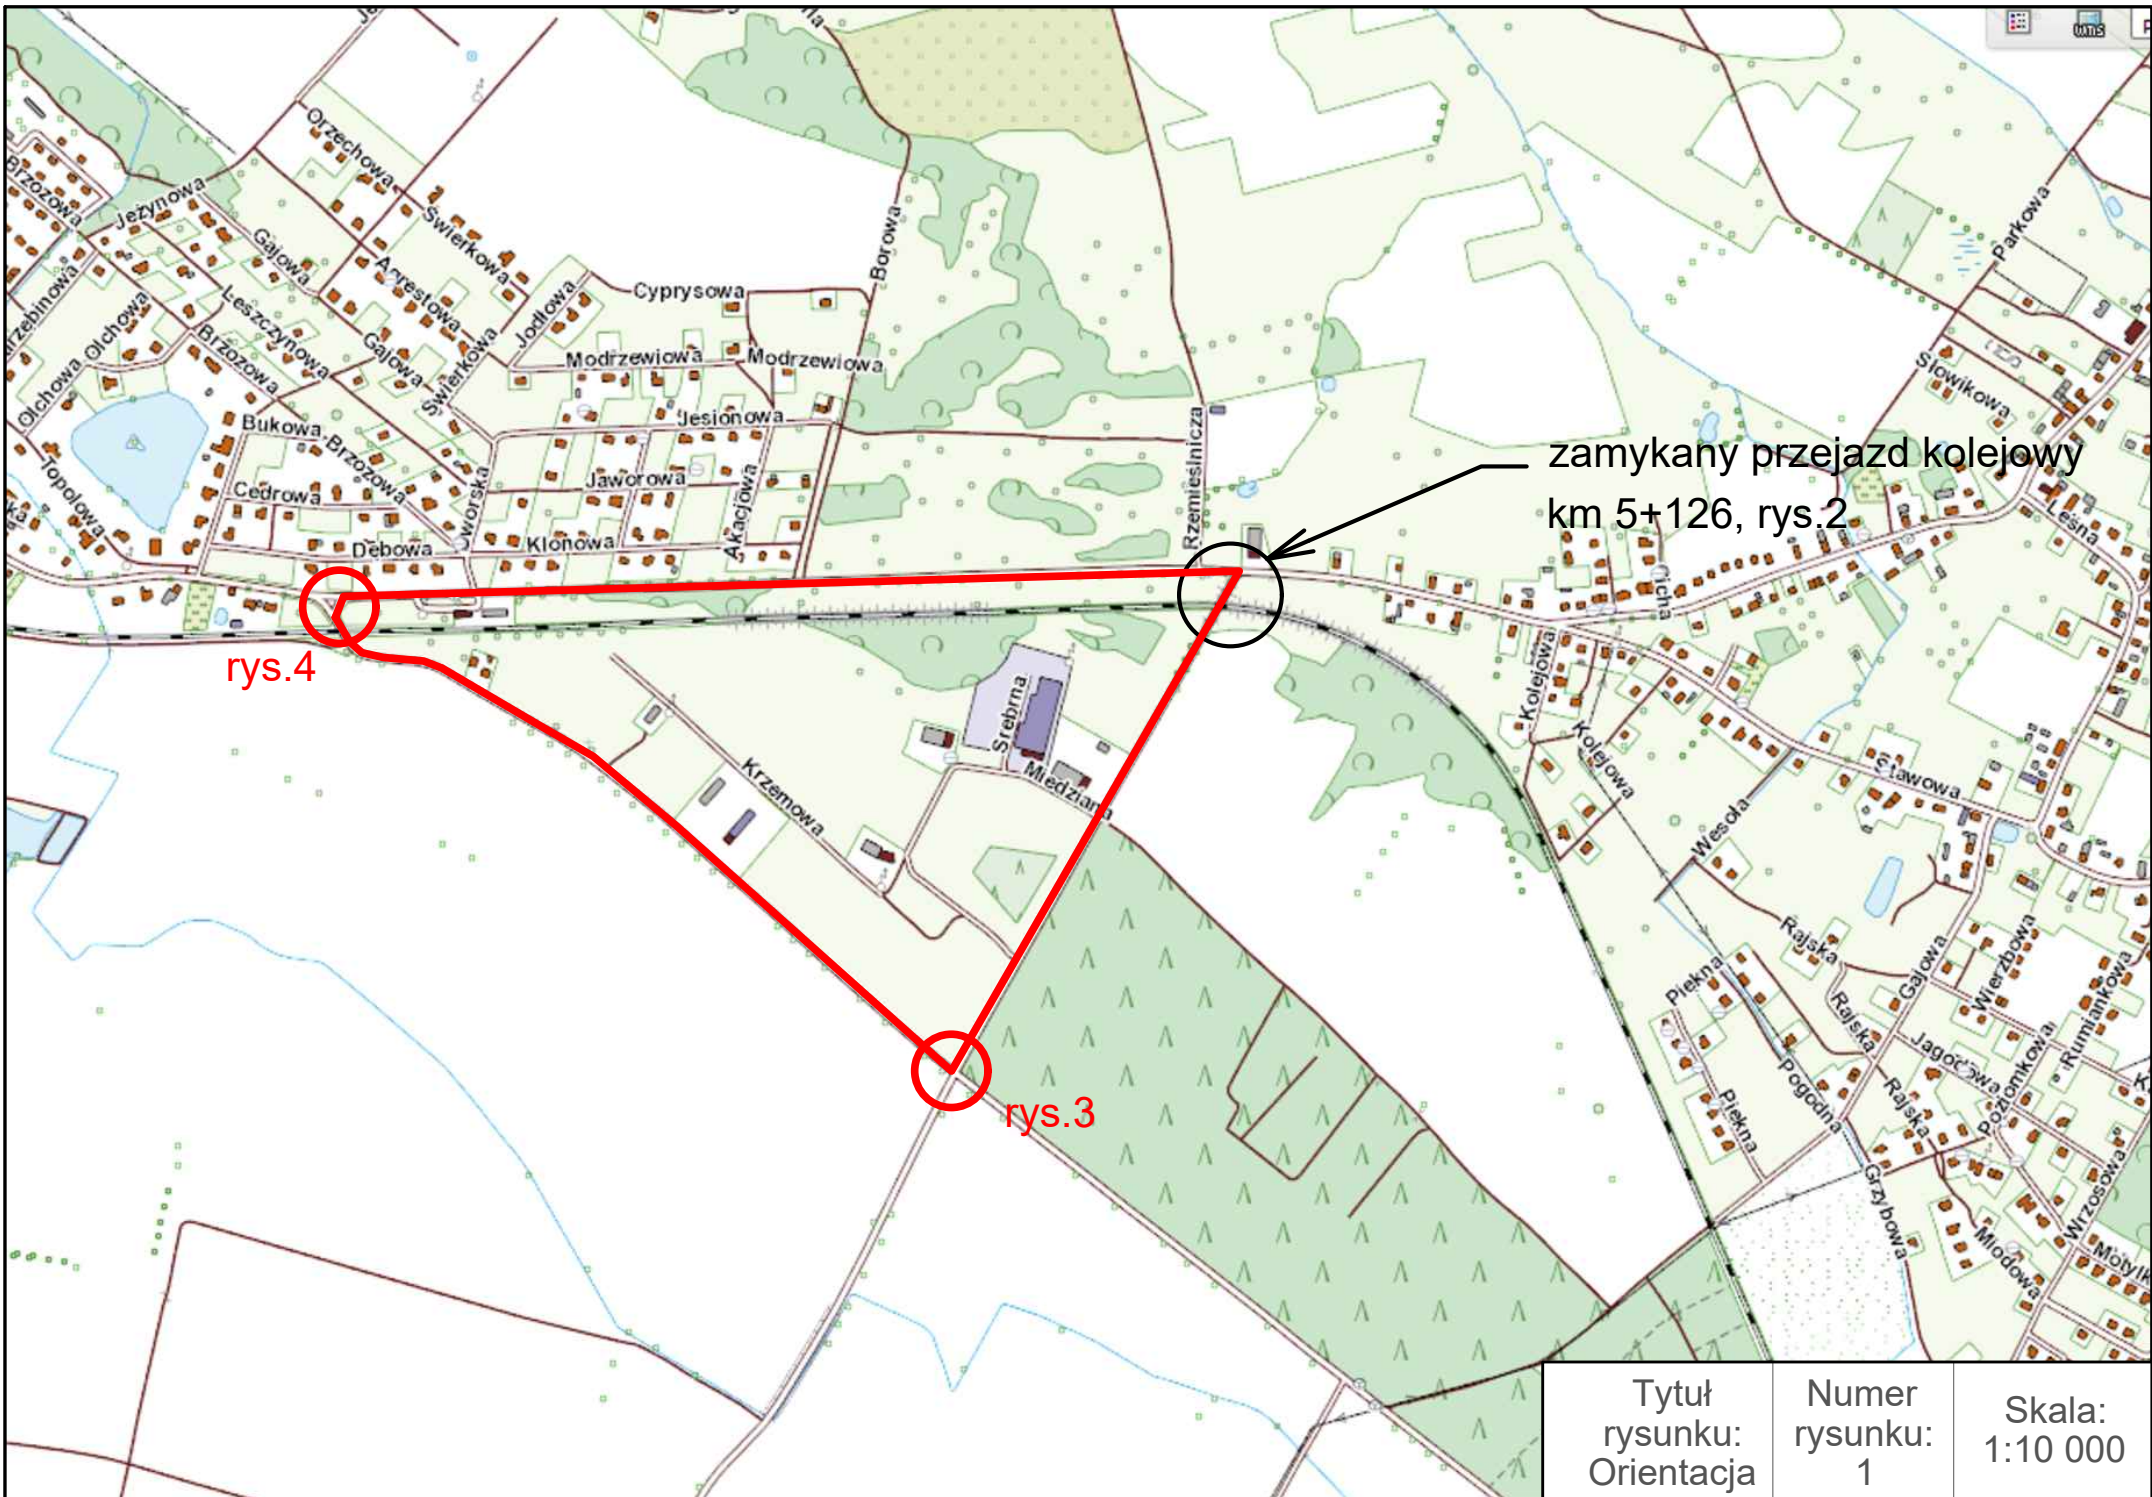 wms
Orzechowa
Brzozowa
Jeżynowa
Gajowa
Świerkowa
Agrestowa
Borowa
Parkowa
Cyprysowa
Jodłowa
Olchowa
Olchowa
Leszczynowa
Brzozowa
Gajowa
Świerkowa
Modrzewiowa
Modrzewiowa
Słowikowa
Jesionowa
Bukowa
Brzozowa
Rzemieślnicza
zamykany przejazd kolejowy
km 5+126, rys.2
Topolowa
Cedrowa
Jaworowa
Akacjowa
Leśna
Dębowa
Klonowa
Cicha
rys.4
Kolejowa
Srebrna
Kolejowa
Miedziana
Krzemowa
Stawowa
Wesoła
Rajska
Piękna
Gajowa
Wierzbowa
Rumiankowa
Rajska
Jagodowa
Poziomkowa
Pogodna
Rajska
Piękna
rys.3
Grzybowa
Wrzosowa
Miodowa
Tytuł
rysunku:
Orientacja
Numer
rysunku:
1
Skala:
1:10 000